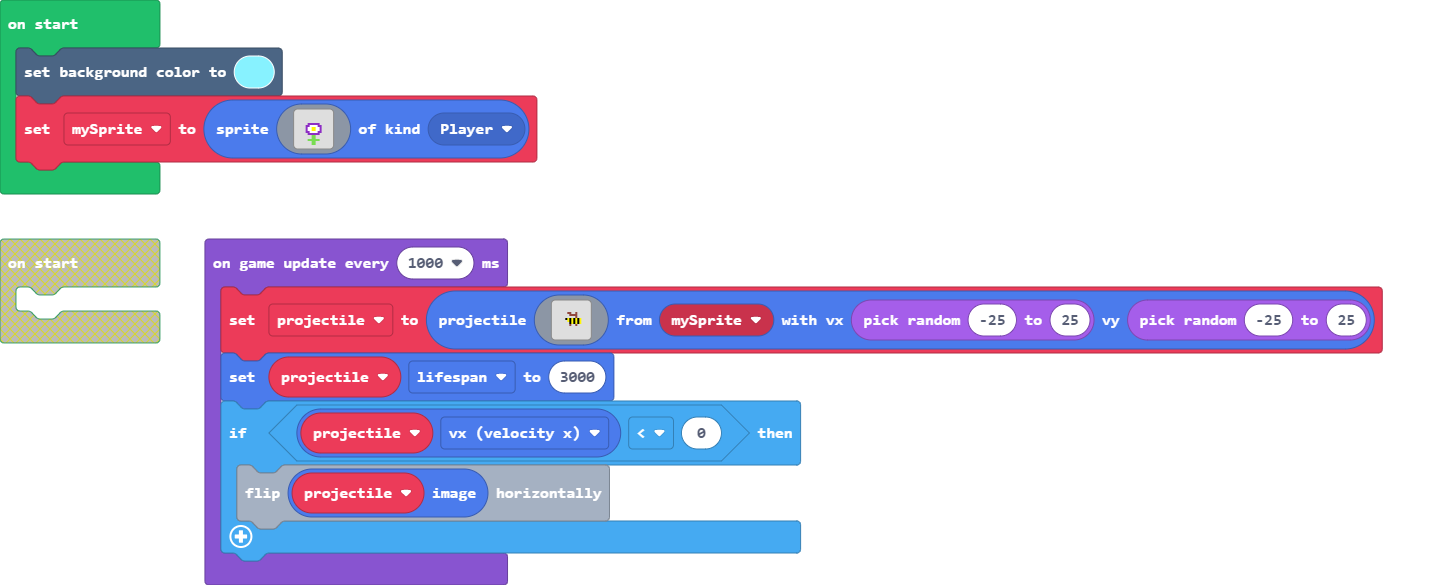 on start
set background color to
set mySprite to sprite of kind Player
on start
on game update every 1000 ms
set projectile to projectile from mySprite with vx pick random -25 to 25 vy pick random -25 to 25
set projectile lifespan to 3000
if projectile vx (velocity x) < 0 then
flip projectile image horizontally